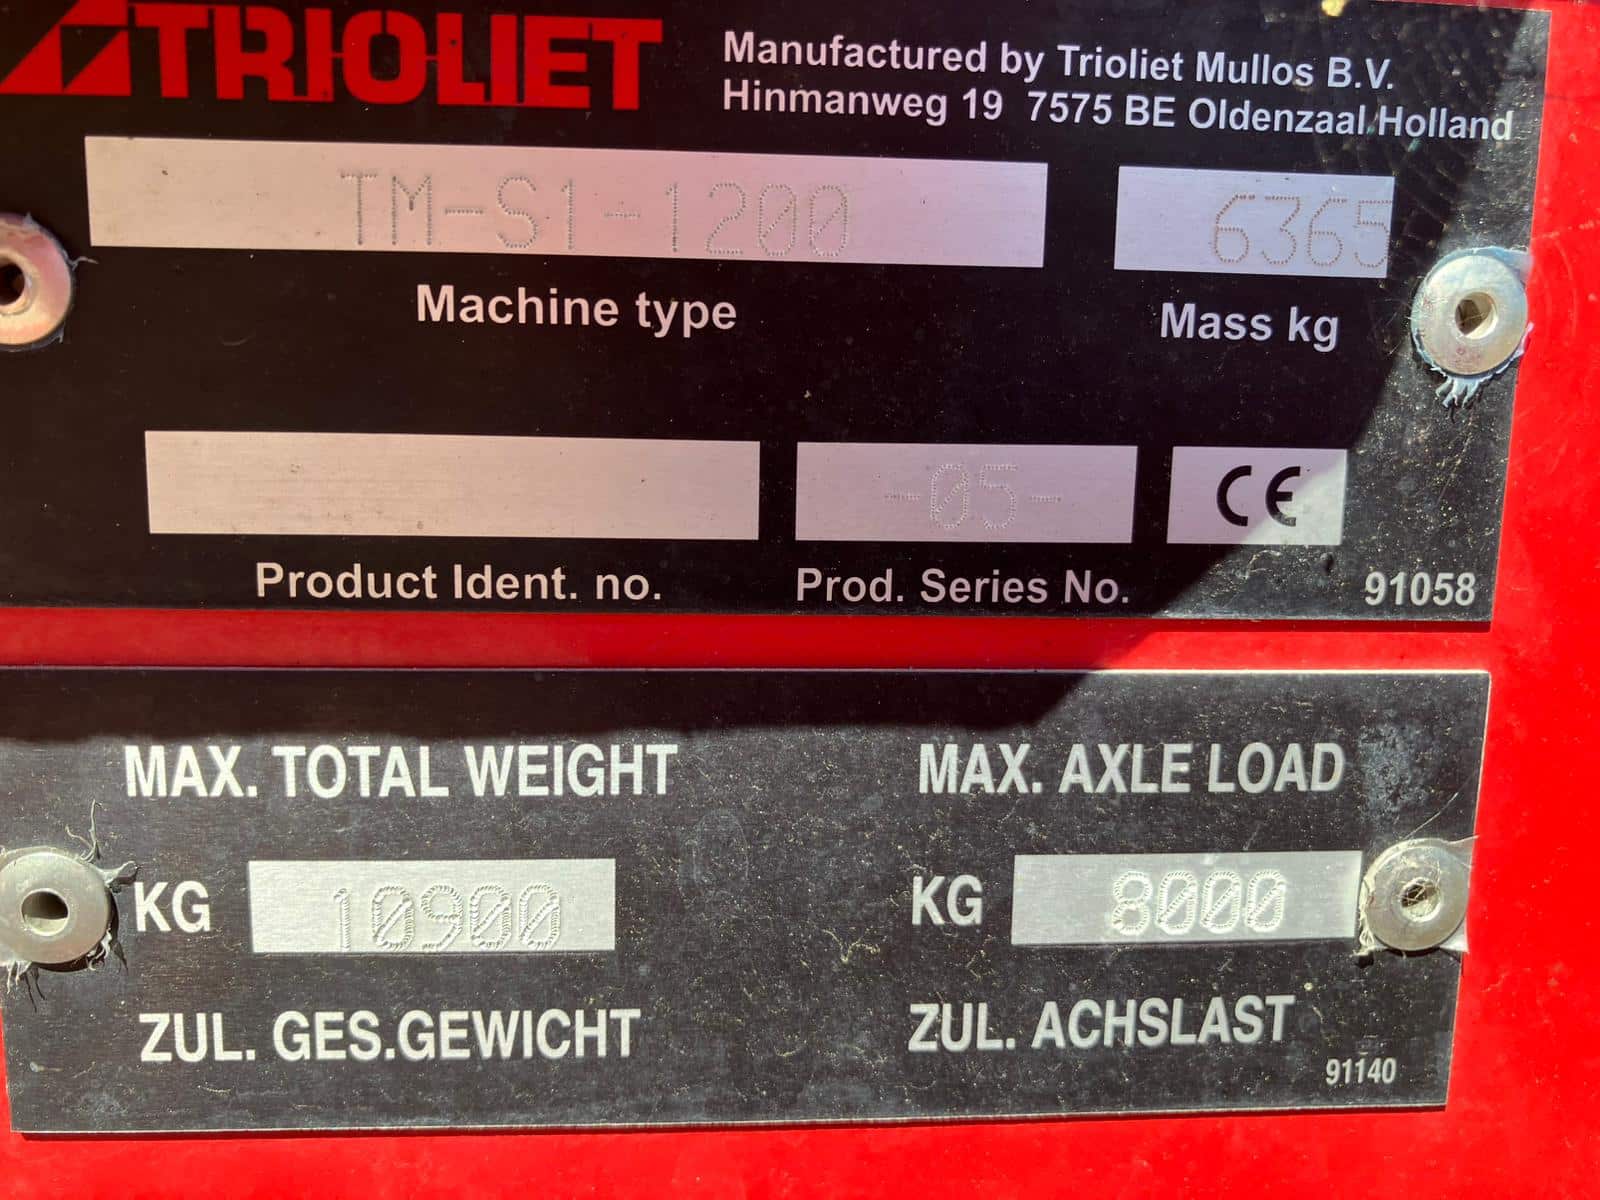 TRIOLIET
Manufactured by Trioliet Mullos B.V.
Hinmanweg 19 7575 BE Oldenzaal/Holland
TM-S1-1200
6365
Machine type
Mass kg
-05-
CE
Product Ident. no.
Prod. Series No.
91058
MAX. TOTAL WEIGHT
MAX. AXLE LOAD
KG 10900
KG 8000
ZUL. GES.GEWICHT
ZUL. ACHSLAST
91140